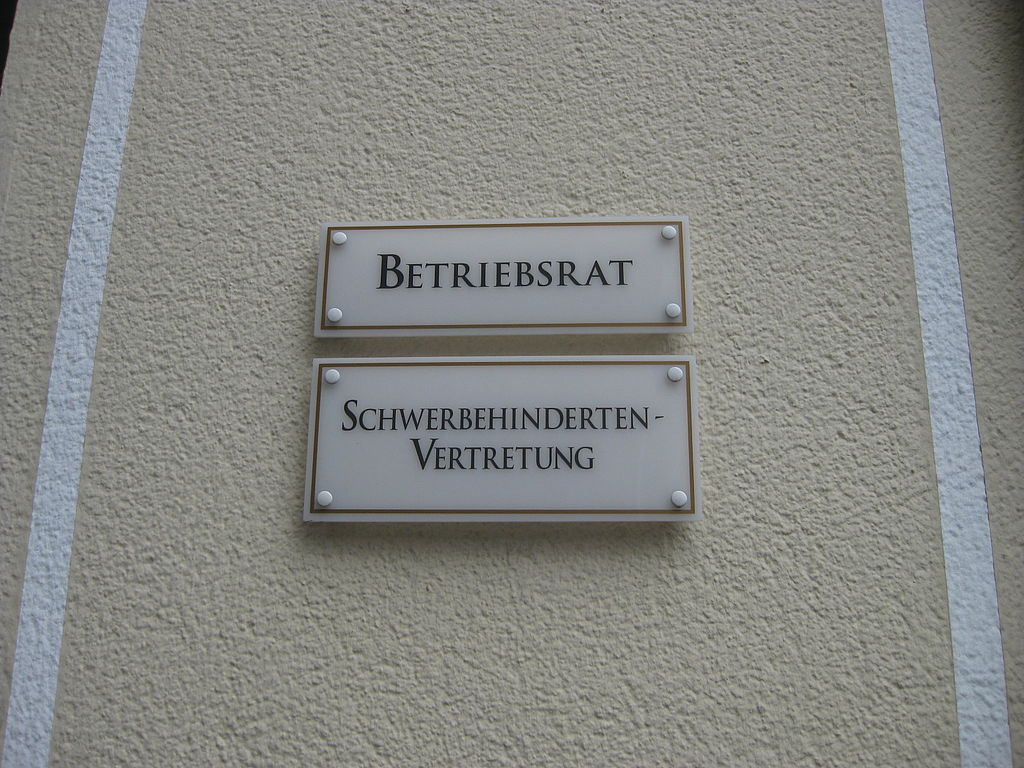 BETRIEBSRAT
SCHWERBEHINDERTEN-
VERTRETUNG